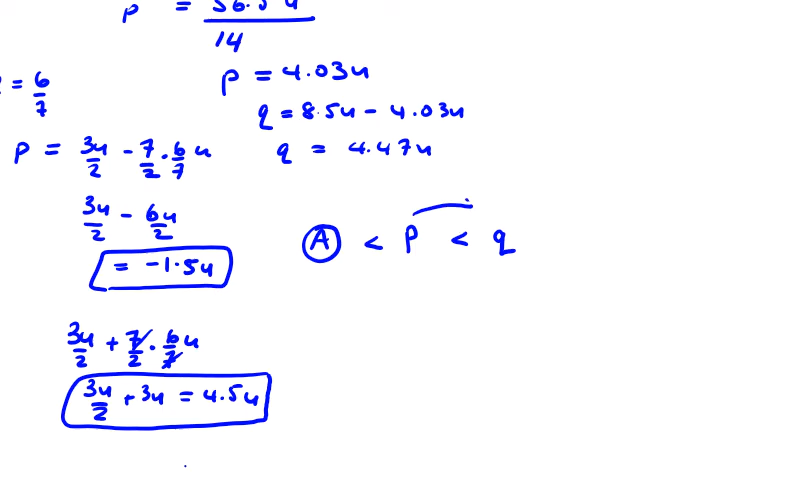 p = 56.5u/14
= 6/7
p = 4.03u
q = 8.5u - 4.03u
p = 3u/2 - 7/2 . 6/7 u
q = 4.47u
3u/2 - 6u/2
= -1.5u
A < p < q
3u/2 + 7/2 . 6/7 u
3u/2 + 3u = 4.5u